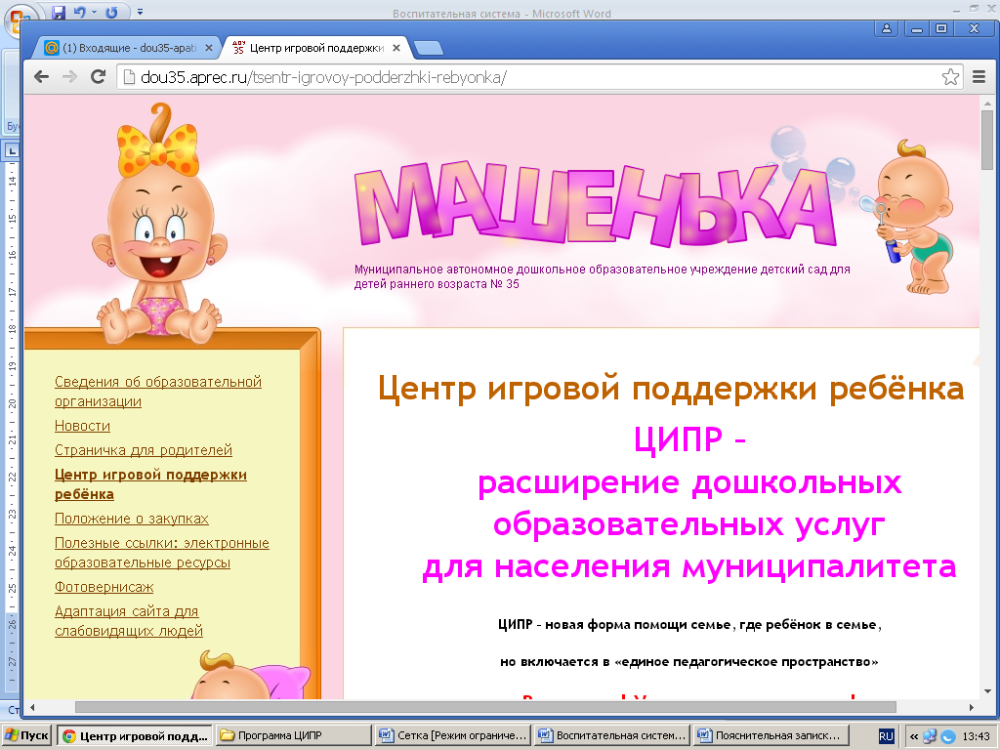 Воспитательная система - Microsoft Word
(1) Входящие - dou35-apati
ДОУ 35
Центр игровой поддержки
dou35.aprec.ru/tsentr-igrovoy-podderzhki-rebyonka/
МАШЕНЬКА
Муниципальное автономное дошкольное образовательное учреждение детский сад для
детей раннего возраста № 35
Сведения об образовательной
организации
Новости
Страничка для родителей
Центр игровой поддержки
ребёнка
Положение о закупках
Полезные ссылки: электронные
образовательные ресурсы
Фотовернисаж
Адаптация сайта для
слабовидящих людей
Центр игровой поддержки ребёнка
ЦИПР -
расширение дошкольных
образовательных услуг
для населения муниципалитета
ЦИПР - новая форма помощи семье, где ребёнок в семье,
но включается в «единое педагогическое пространство»
Пуск
Центр игровой подд...
Программа ЦИПР
Сетка [Режим ограниче...
Воспитательная систем...
Пояснительная записк...
RU
13:43